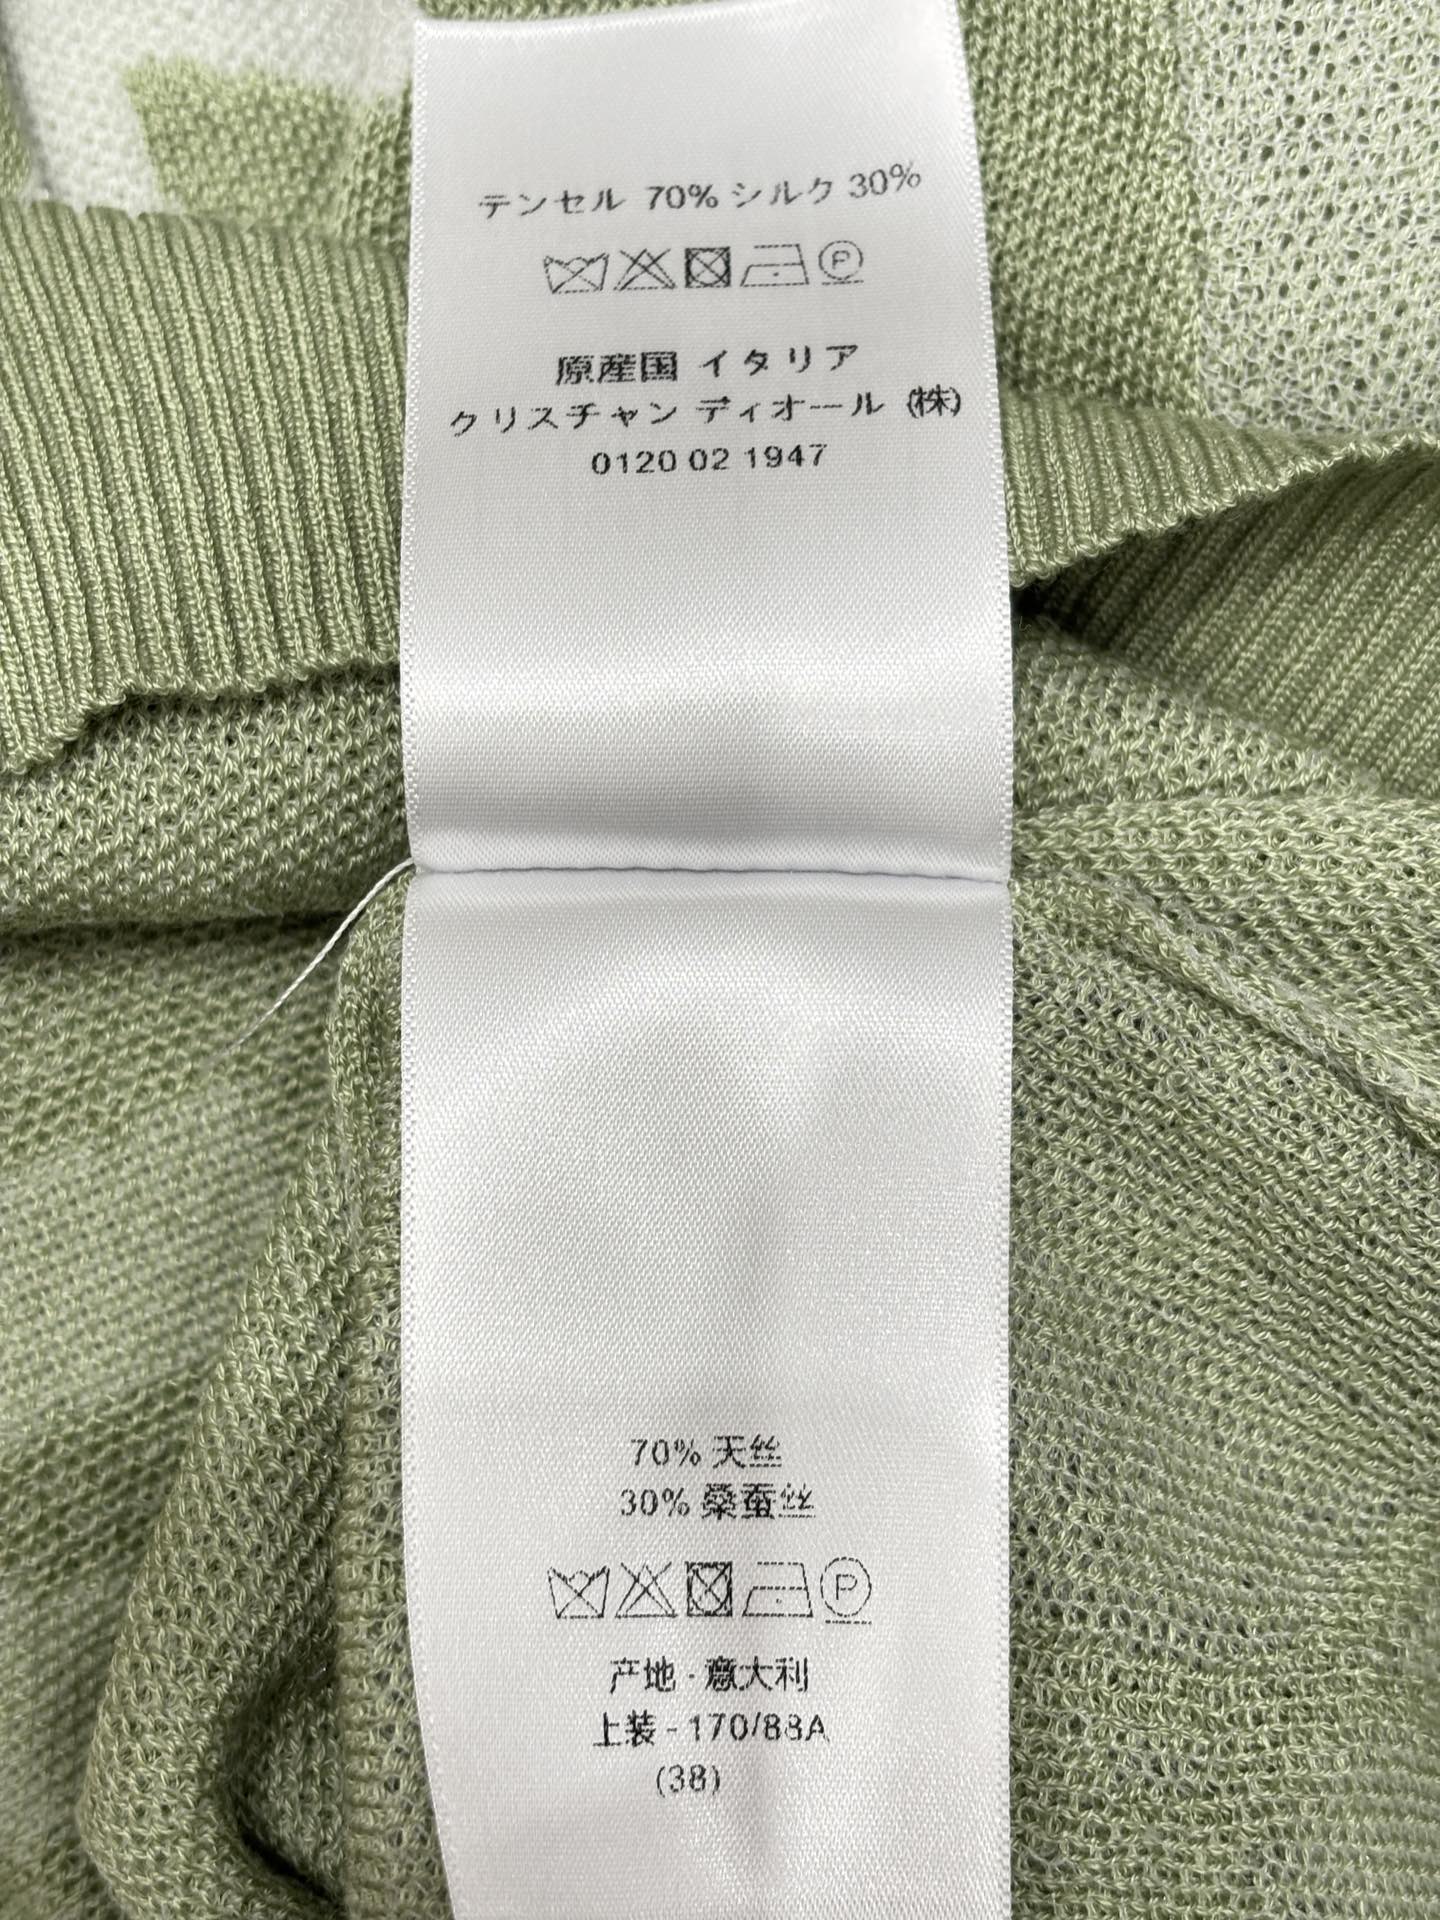 テンセル 70% シルク 30%
P
原産国 イタリア
クリスチャン ディオール (株)
0120 02 1947
70% 天丝
30% 桑蚕丝
P
产地 - 意大利
上装 - 170/88A
(38)